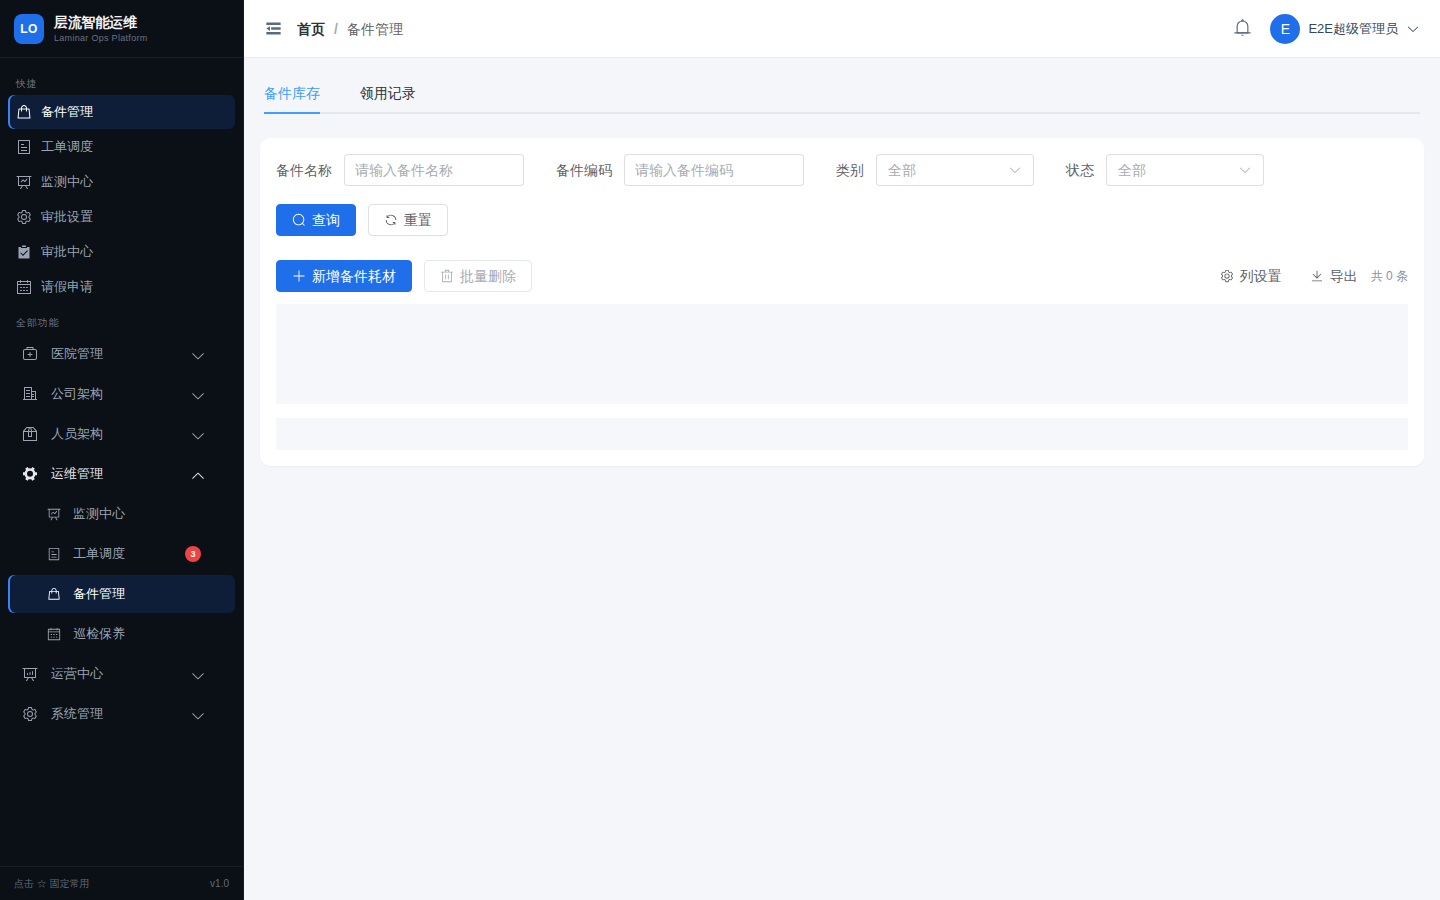 LO 层流智能运维
Laminar Ops Platform
首页 / 备件管理
E E2E超级管理员
快捷
备件管理
工单调度
监测中心
审批设置
审批中心
请假申请
全部功能
医院管理
公司架构
人员架构
运维管理
监测中心
工单调度 3
备件管理
巡检保养
运营中心
系统管理
点击 ☆ 固定常用 v1.0
备件库存 领用记录
备件名称 请输入备件名称 备件编码 请输入备件编码 类别 全部 状态 全部
查询 重置
新增备件耗材 批量删除 列设置 导出 共 0 条